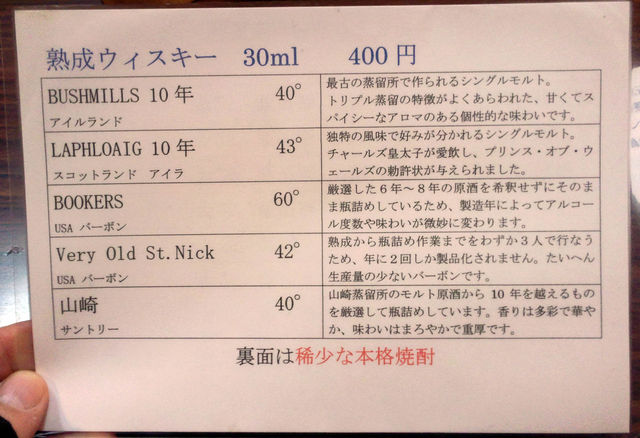 熟成ウィスキー 30ml 400 円
BUSHMILLS 10 年 40°
アイルランド
最古の蒸留所で作られるシングルモルト。
トリプル蒸留の特徴がよくあらわれた、甘くてス
パイシーなアロマのある個性的な味わいです。
LAPHLOAIG 10 年 43°
スコットランド アイラ
独特の風味で好みが分かれるシングルモルト。
チャールズ皇太子が愛飲し、プリンス・オブ・ウ
ェールズの勅許状が与えられました。
BOOKERS 60°
USA バーボン
厳選した６年～８年の原酒を希釈せずにそのま
ま瓶詰めしているため、製造年によってアルコー
ル度数や味わいが微妙に変わります。
Very Old St.Nick 42°
USA バーボン
熟成から瓶詰め作業までをわずか３人で行なう
ため、年に２回しか製品化されません。たいへん
生産量の少ないバーボンです。
山崎 40°
サントリー
山崎蒸留所のモルト原酒から 10 年を越えるもの
を厳選して瓶詰めしています。香りは多彩で華や
か、味わいはまろやかで重厚です。
裏面は稀少な本格焼酎